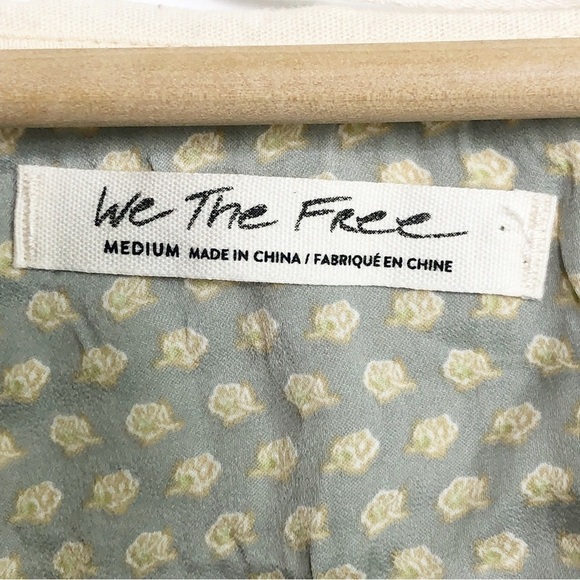 We The Free
MEDIUM MADE IN CHINA / FABRIQUÉ EN CHINE